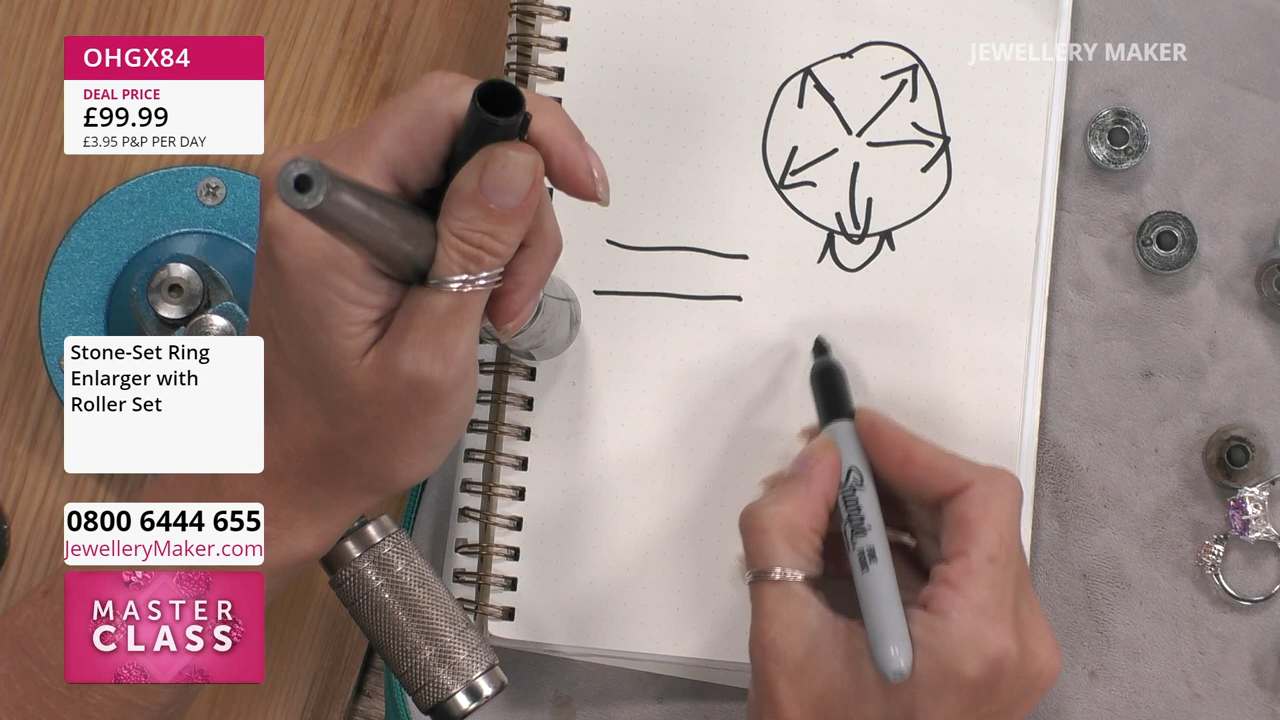 OHGX84
DEAL PRICE
£99.99
£3.95 P&P PER DAY
Stone-Set Ring
Enlarger with
Roller Set
0800 6444 655
JewelleryMaker.com
MASTER
CLASS
JEWELLERY MAKER
Sharpie